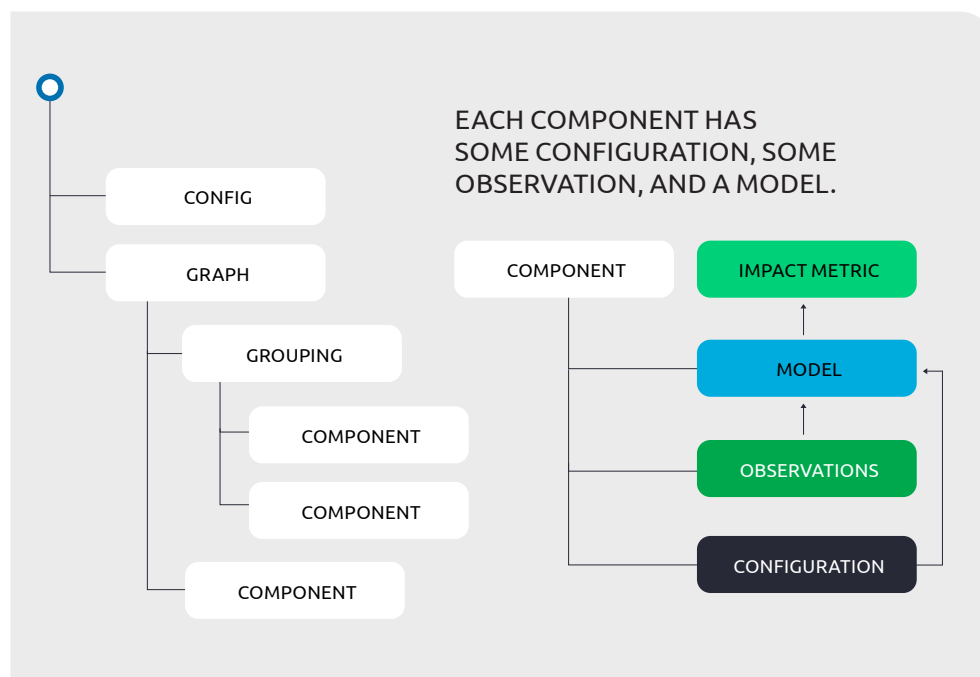 EACH COMPONENT HAS
SOME CONFIGURATION, SOME
OBSERVATION, AND A MODEL.
CONFIG
GRAPH
GROUPING
COMPONENT
COMPONENT
COMPONENT
COMPONENT
IMPACT METRIC
MODEL
OBSERVATIONS
CONFIGURATION